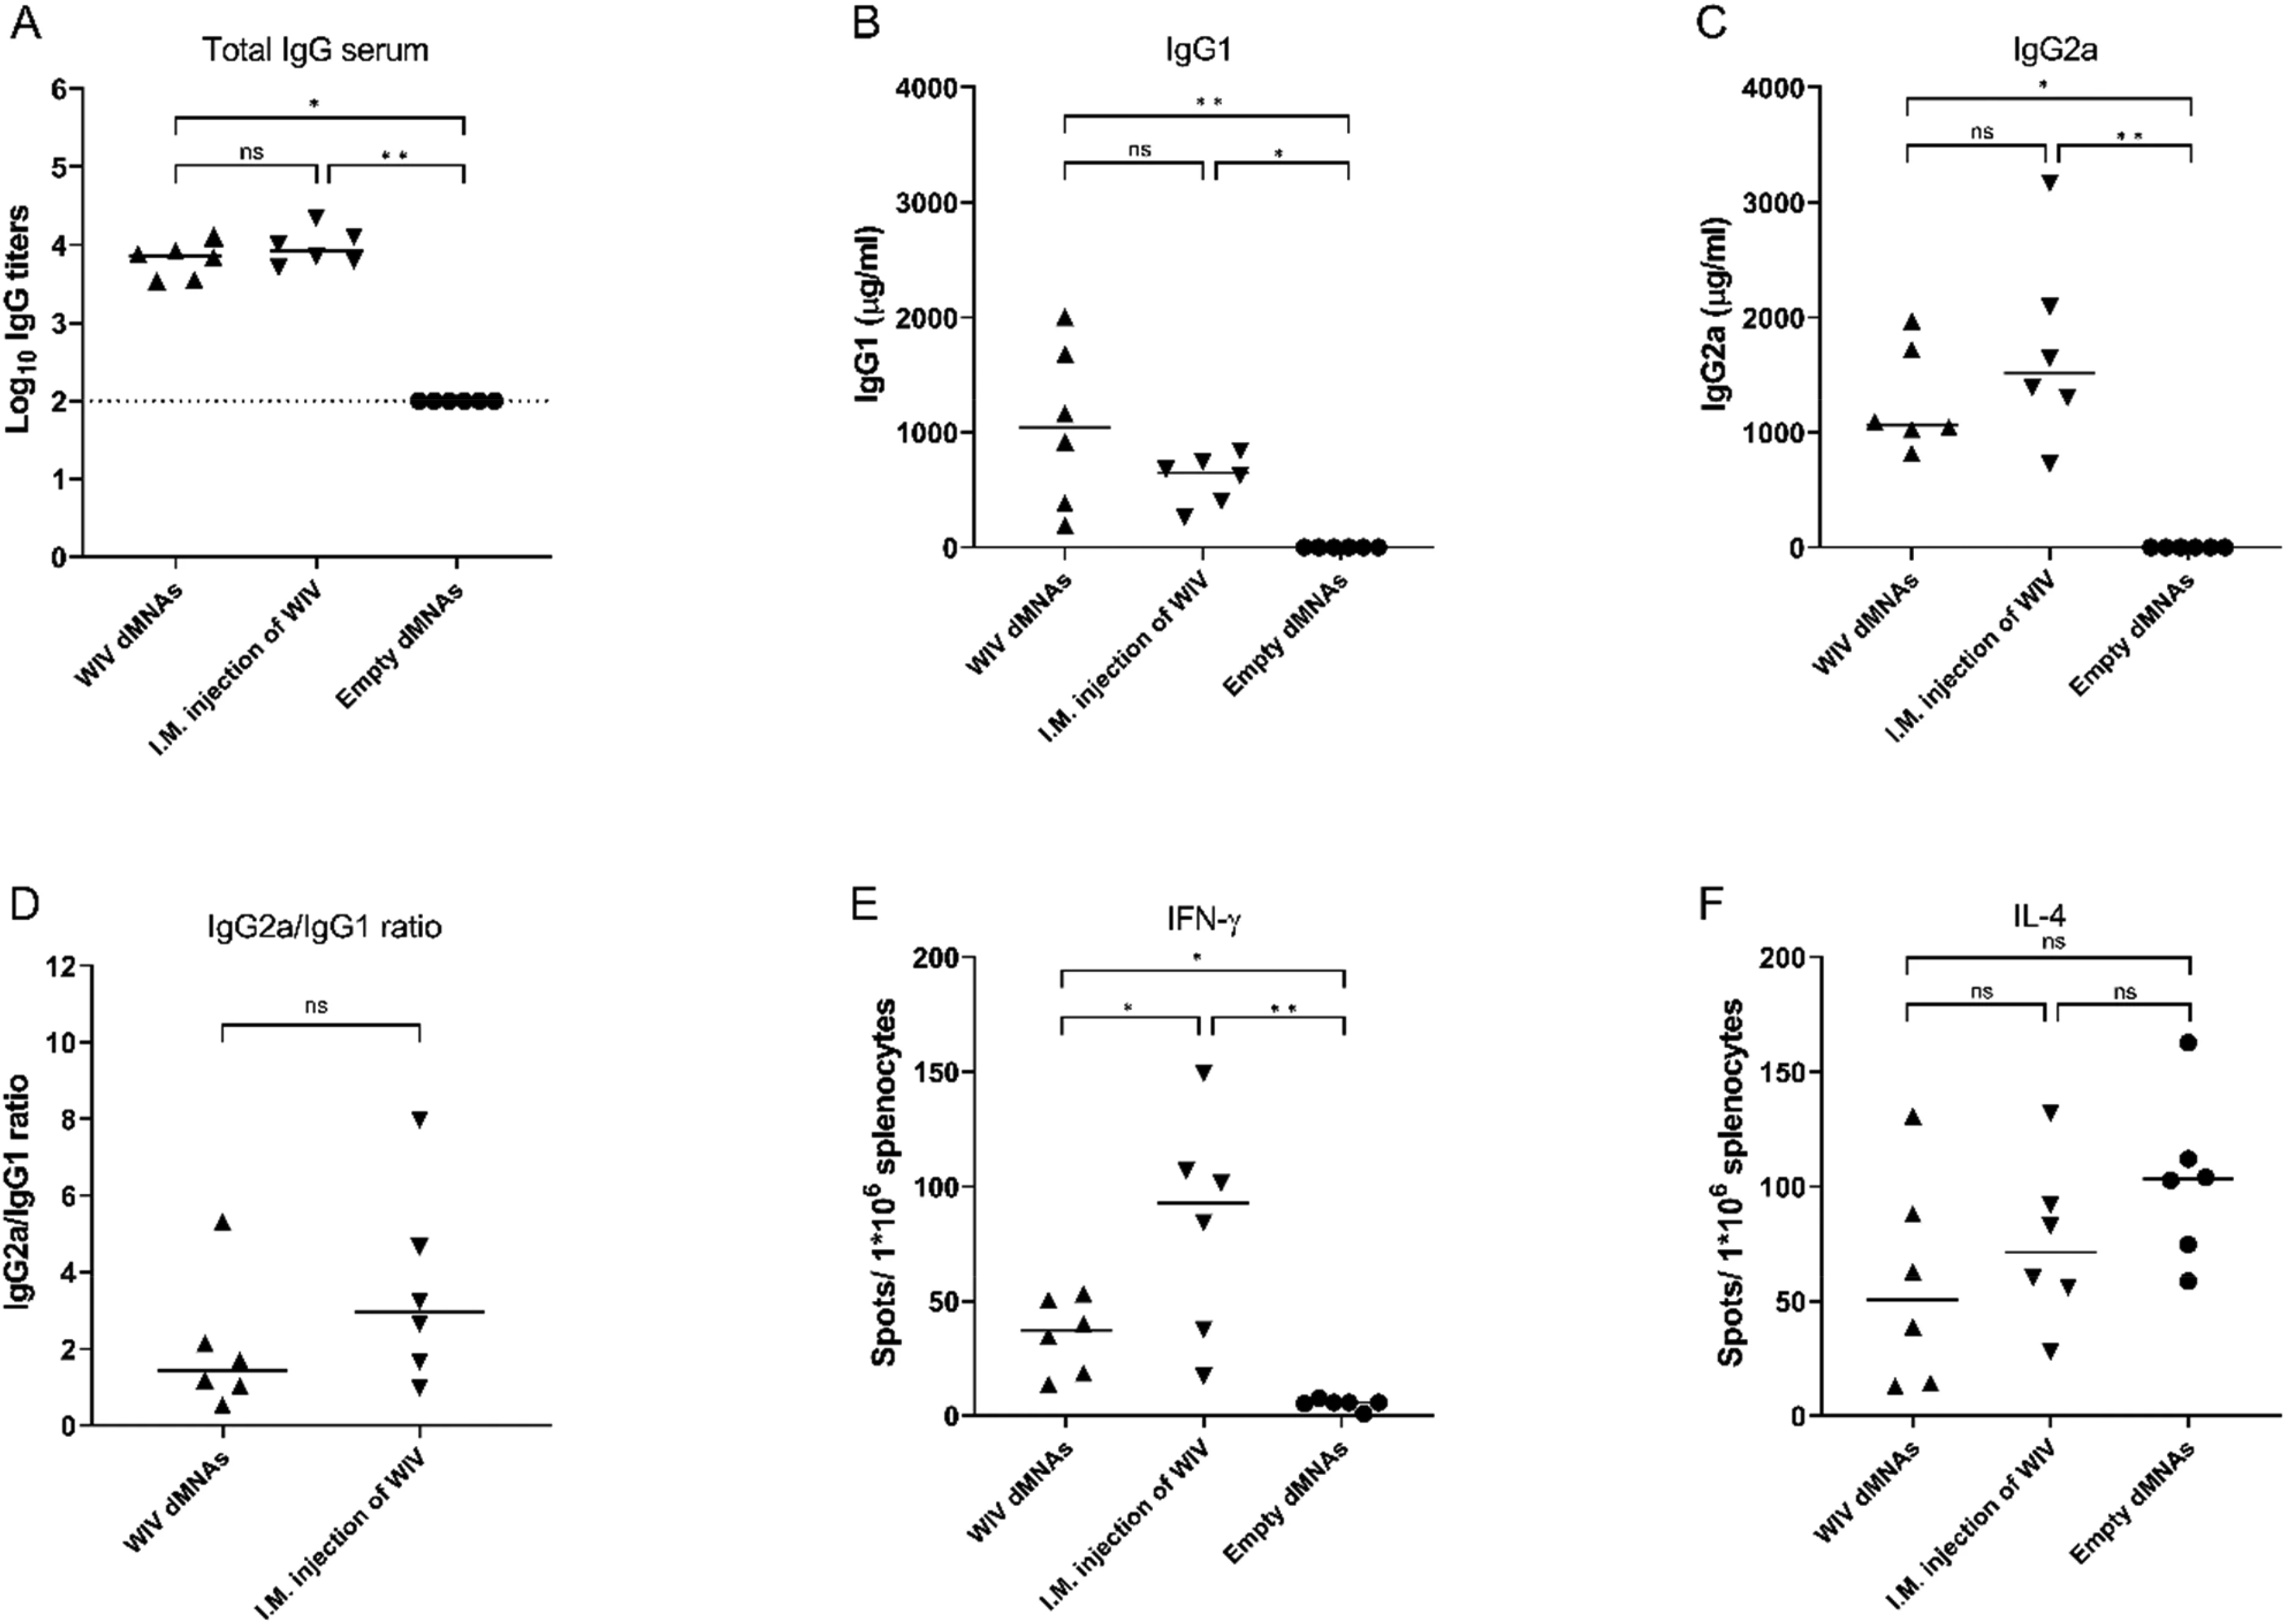 A
Total IgG serum
Log10 IgG titers
6
5
4
3
2
1
0
*
ns
* *
WIV dMNAs
I.M. injection of WIV
Empty dMNAs
B
IgG1
IgG1 (µg/ml)
4000
3000
2000
1000
0
* *
ns
*
WIV dMNAs
I.M. injection of WIV
Empty dMNAs
C
IgG2a
IgG2a (µg/ml)
4000
3000
2000
1000
0
*
ns
* *
WIV dMNAs
I.M. injection of WIV
Empty dMNAs
D
IgG2a/IgG1 ratio
IgG2a/IgG1 ratio
12
10
8
6
4
2
0
ns
WIV dMNAs
I.M. injection of WIV
E
IFN-γ
Spots/ 1*10⁶ splenocytes
200
150
100
50
0
*
*
* *
WIV dMNAs
I.M. injection of WIV
Empty dMNAs
F
IL-4
Spots/ 1*10⁶ splenocytes
200
150
100
50
0
ns
ns
ns
WIV dMNAs
I.M. injection of WIV
Empty dMNAs